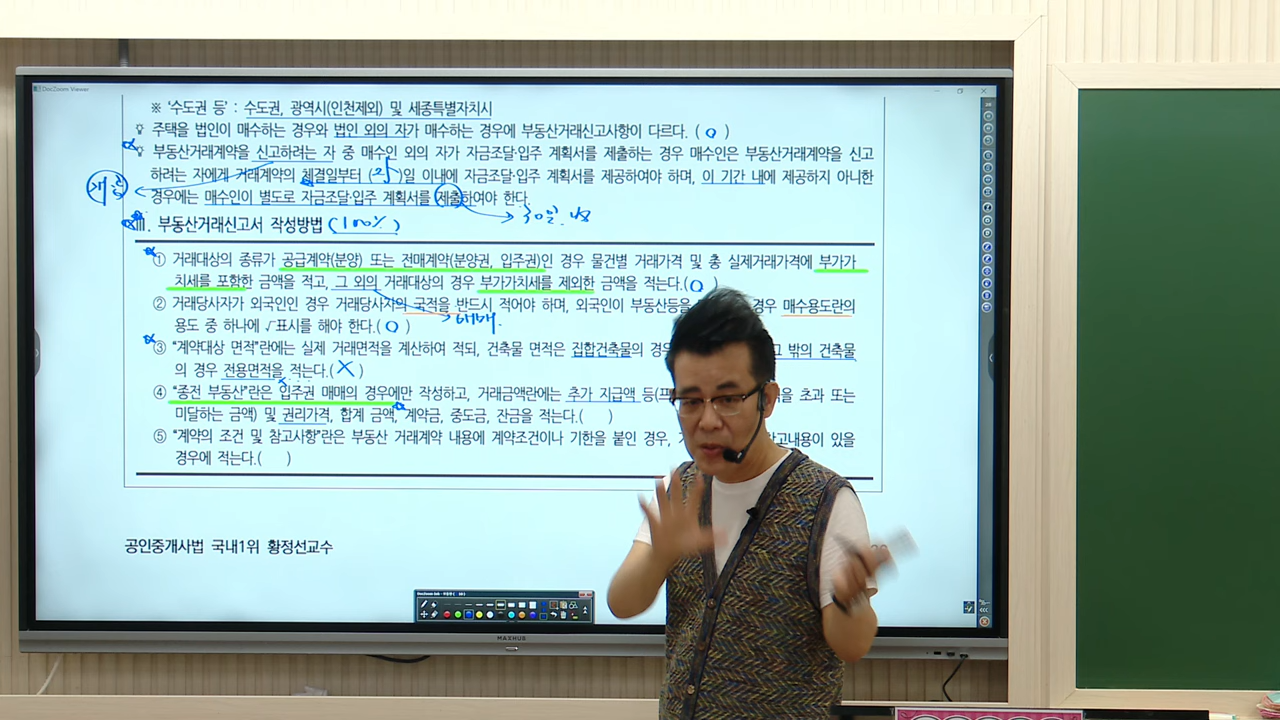 DocZoom Viewer
※ '수도권 등' : 수도권, 광역시(인천제외) 및 세종특별자치시
주택을 법인이 매수하는 경우와 법인 외의 자가 매수하는 경우에 부동산거래신고사항이 다르다. ( O )
부동산거래계약을 신고하려는 자 중 매수인 외의 자가 자금조달·입주 계획서를 제출하는 경우 매수인은 부동산거래계약을 신고
하려는 자에게 거래계약의 체결일부터 (25)일 이내에 자금조달·입주 계획서를 제공하여야 하며, 이 기간 내에 제공하지 아니한
경우에는 매수인이 별도로 자금조달·입주 계획서를 제출하여야 한다.
30일
Ⅲ. 부동산거래신고서 작성방법 (100%)
① 거래대상의 종류가 공급계약(분양) 또는 전매계약(분양권, 입주권)인 경우 물건별 거래가격 및 총 실제거래가격에 부가가
치세를 포함한 금액을 적고, 그 외의 거래대상의 경우 부가가치세를 제외한 금액을 적는다.( O )
② 거래당사자가 외국인인 경우 거래당사자의 국적을 반드시 적어야 하며, 외국인이 부동산등을 경우 매수용도란의
용도 중 하나에 √표시를 해야 한다.( O ) 매매
③ "계약대상 면적"란에는 실제 거래면적을 계산하여 적되, 건축물 면적은 집합건축물의 경우 그 밖의 건축물
의 경우 전용면적을 적는다.( X )
④ "종전 부동산"란은 입주권 매매의 경우에만 작성하고, 거래금액란에는 추가 지급액 등( 을 초과 또는
미달하는 금액) 및 권리가격, 합계 금액, 계약금, 중도금, 잔금을 적는다.( )
⑤ "계약의 조건 및 참고사항"란은 부동산 거래계약 내용에 계약조건이나 기한을 붙인 경우, 내용이 있을
경우에 적는다.( )
공인중개사법 국내1위 황정선교수
MAXHUB